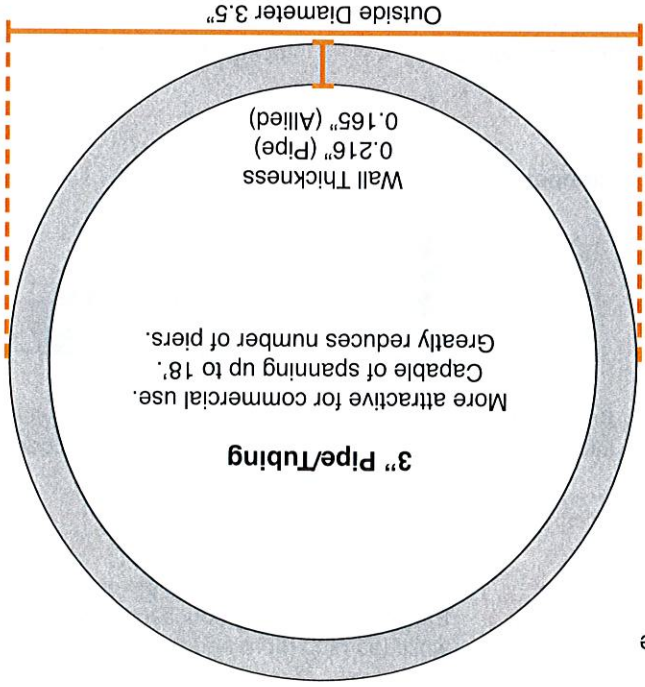 3” Pipe/Tubing
More attractive for commercial use.
Capable of spanning up to 18'.
Greatly reduces number of piers.
Wall Thickness
0.216” (Pipe)
0.165” (Allied)
Outside Diameter 3.5”